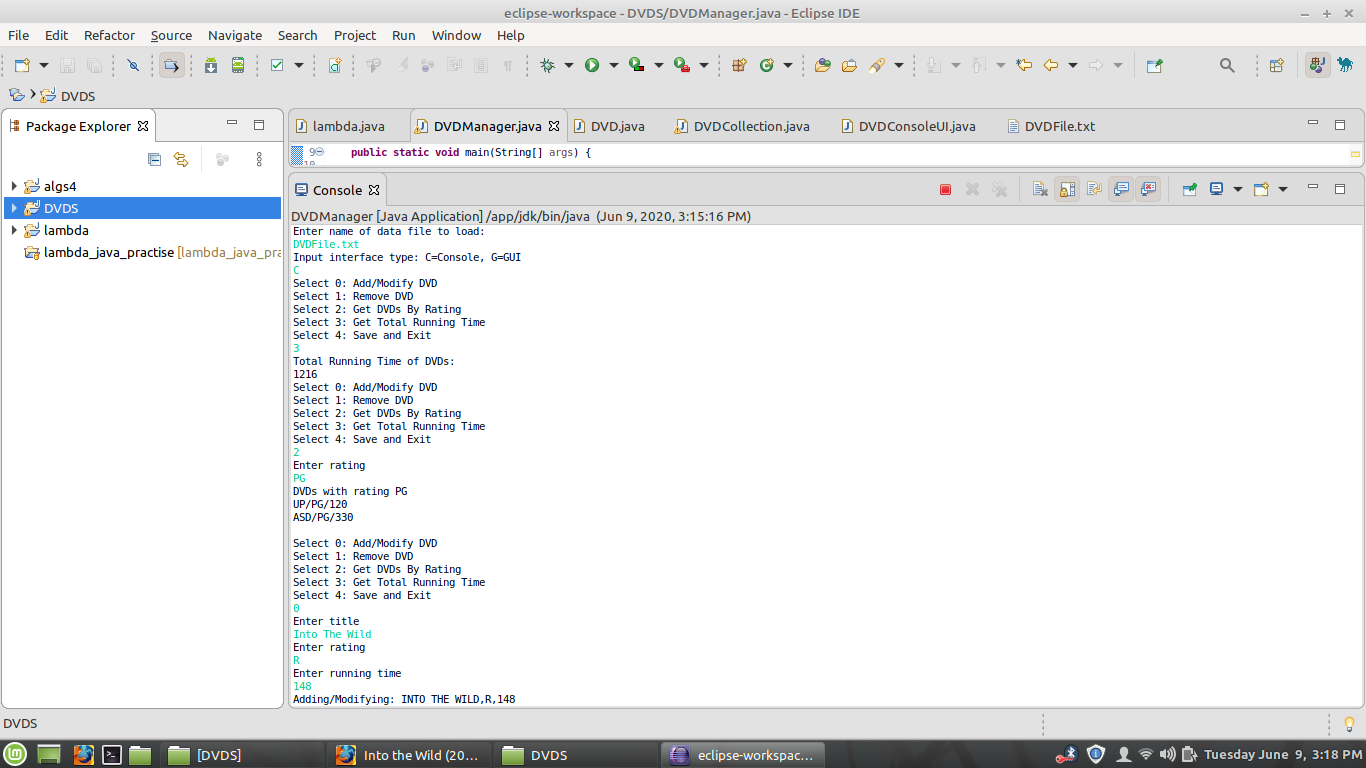 eclipse-workspace - DVDS/DVDManager.java - Eclipse IDE
File Edit Refactor Source Navigate Search Project Run Window Help
DVDS
Package Explorer
algs4
DVDS
lambda
lambda_java_practise [lambda_java_pra
lambda.java DVDManager.java DVD.java DVDCollection.java DVDConsoleUI.java DVDFile.txt
9 public static void main(String[] args) {
10
Console
DVDManager [Java Application] /app/jdk/bin/java (Jun 9, 2020, 3:15:16 PM)
Enter name of data file to load:
DVDFile.txt
Input interface type: C=Console, G=GUI
C
Select 0: Add/Modify DVD
Select 1: Remove DVD
Select 2: Get DVDs By Rating
Select 3: Get Total Running Time
Select 4: Save and Exit
3
Total Running Time of DVDs:
1216
Select 0: Add/Modify DVD
Select 1: Remove DVD
Select 2: Get DVDs By Rating
Select 3: Get Total Running Time
Select 4: Save and Exit
2
Enter rating
PG
DVDs with rating PG
UP/PG/120
ASD/PG/330
Select 0: Add/Modify DVD
Select 1: Remove DVD
Select 2: Get DVDs By Rating
Select 3: Get Total Running Time
Select 4: Save and Exit
0
Enter title
Into The Wild
Enter rating
R
Enter running time
148
Adding/Modifying: INTO THE WILD,R,148
DVDS
[DVDS] Into the Wild (20... DVDS eclipse-workspac... Tuesday June 9, 3:18 PM